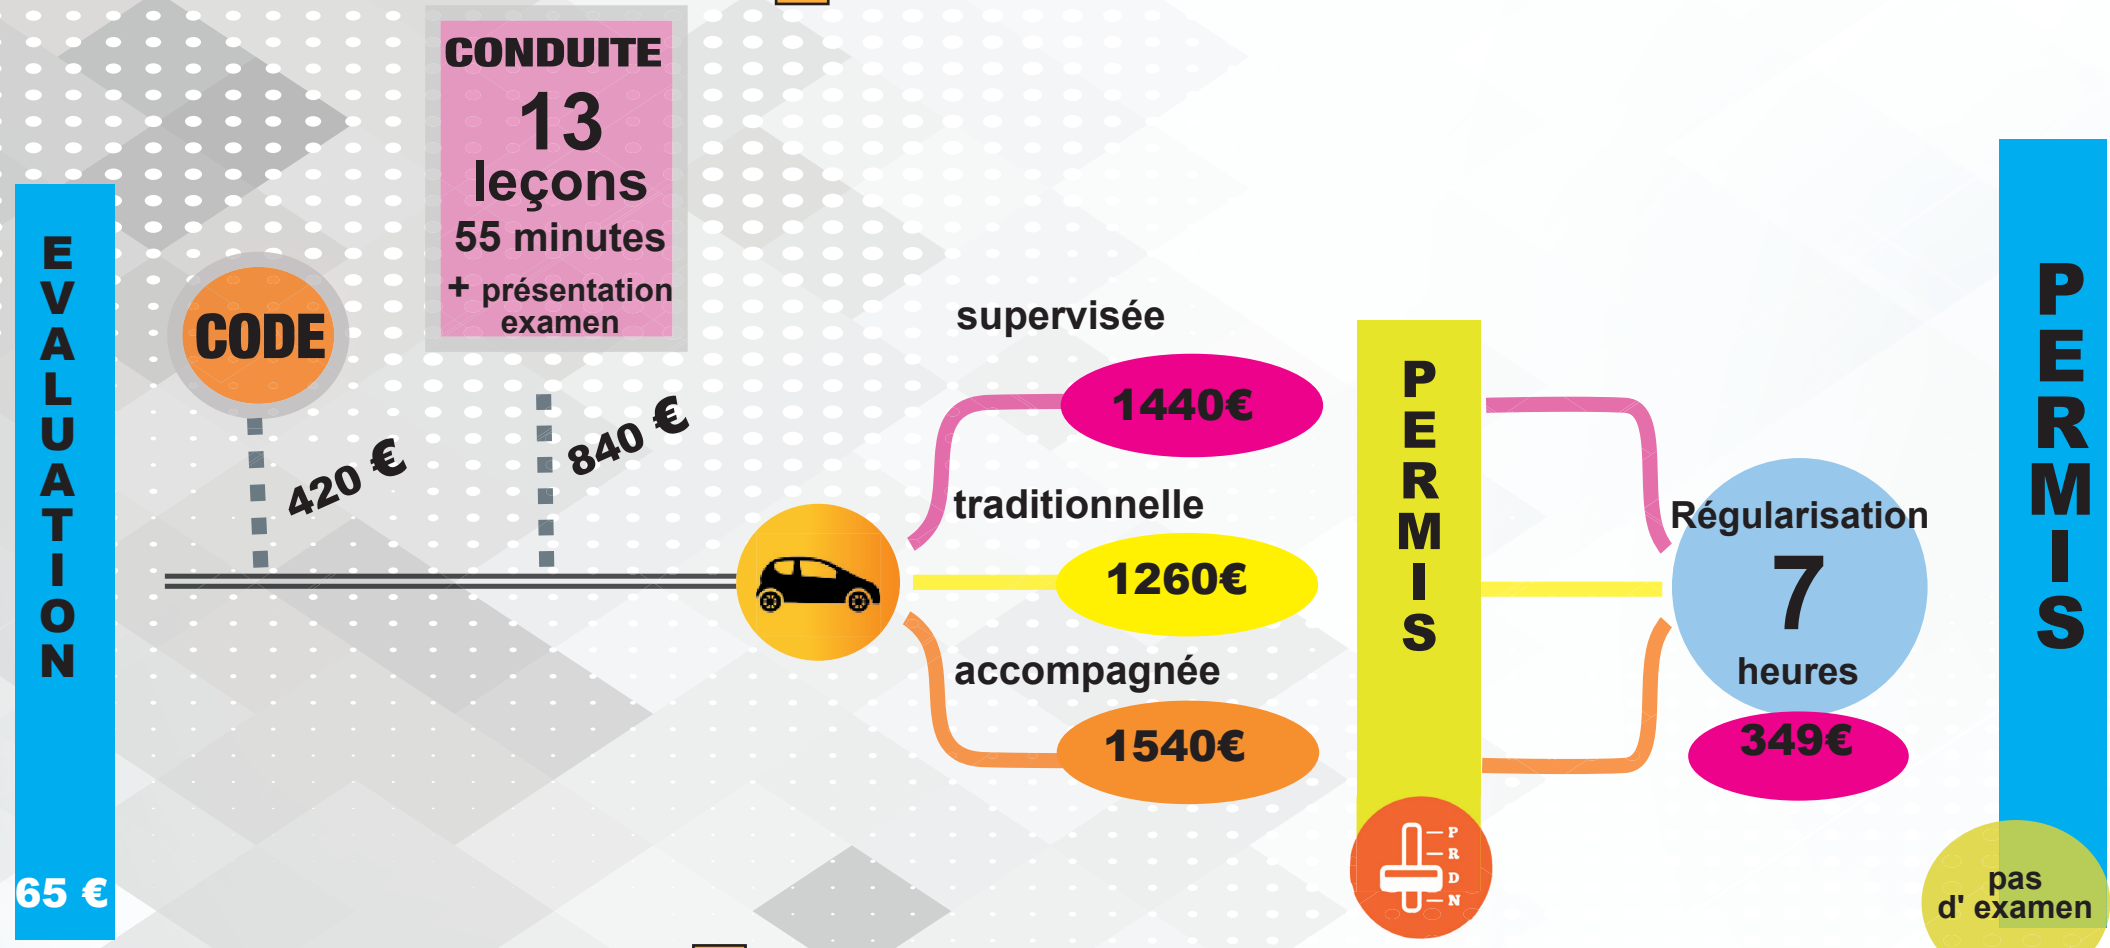 EVALUATION
65 €
CODE
420 €
CONDUITE
13
leçons
55 minutes
+ présentation
examen
840 €
supervisée
1440€
traditionnelle
1260€
accompagnée
1540€
PERMIS
P
R
D
N
Régularisation
7
heures
349€
PERMIS
pas
d' examen